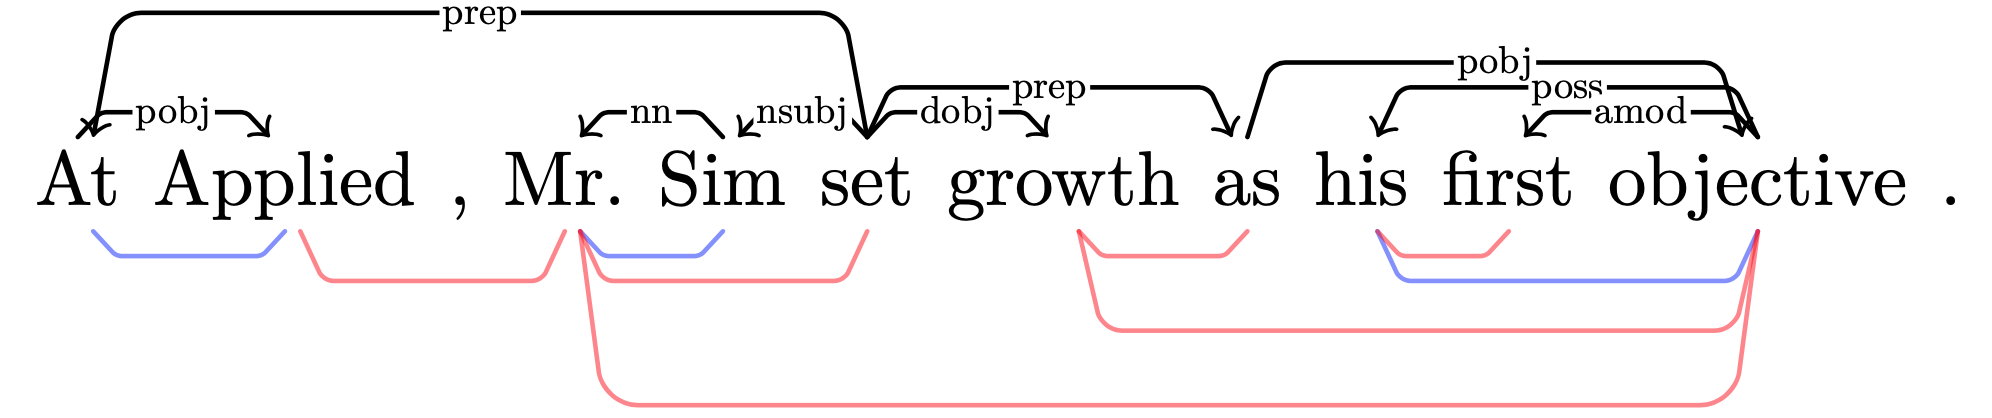 prep
pobj
prep
poss
pobj nn nsubj dobj amod
At Applied , Mr. Sim set growth as his first objective .